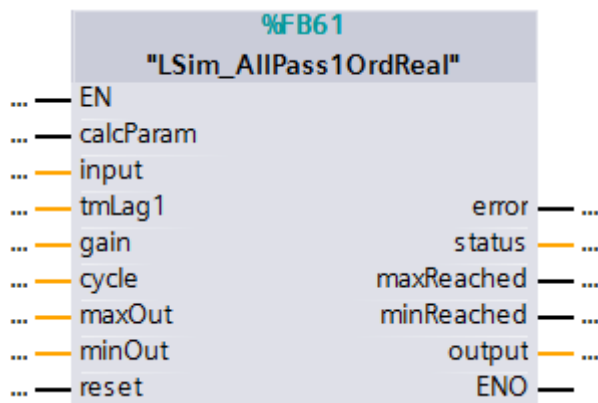 %FB61
"LSim_AllPass1OrdReal"
... EN
... calcParam
... input
... tmLag1 error ...
... gain status ...
... cycle maxReached ...
... maxOut minReached ...
... minOut output ...
... reset ENO